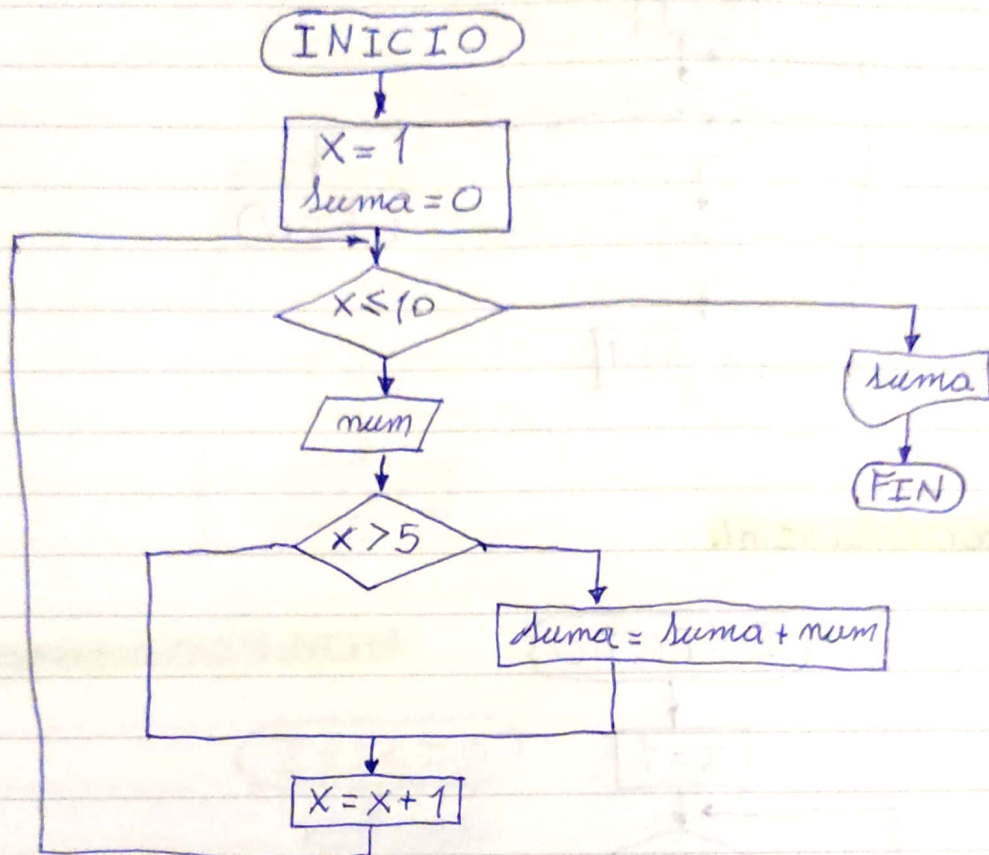 INICIO
X = 1
suma = 0
X ≤ 10
suma
num
FIN
X > 5
suma = suma + num
X = X + 1